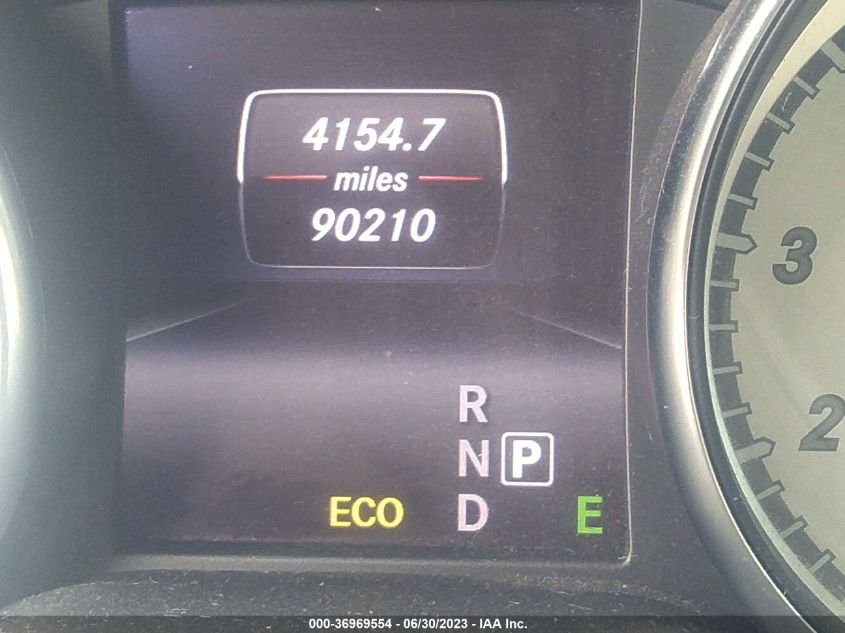 4154.7
miles
90210
3
2
R
N P
ECO D E
000-36969554 - 06/30/2023 - IAA Inc.